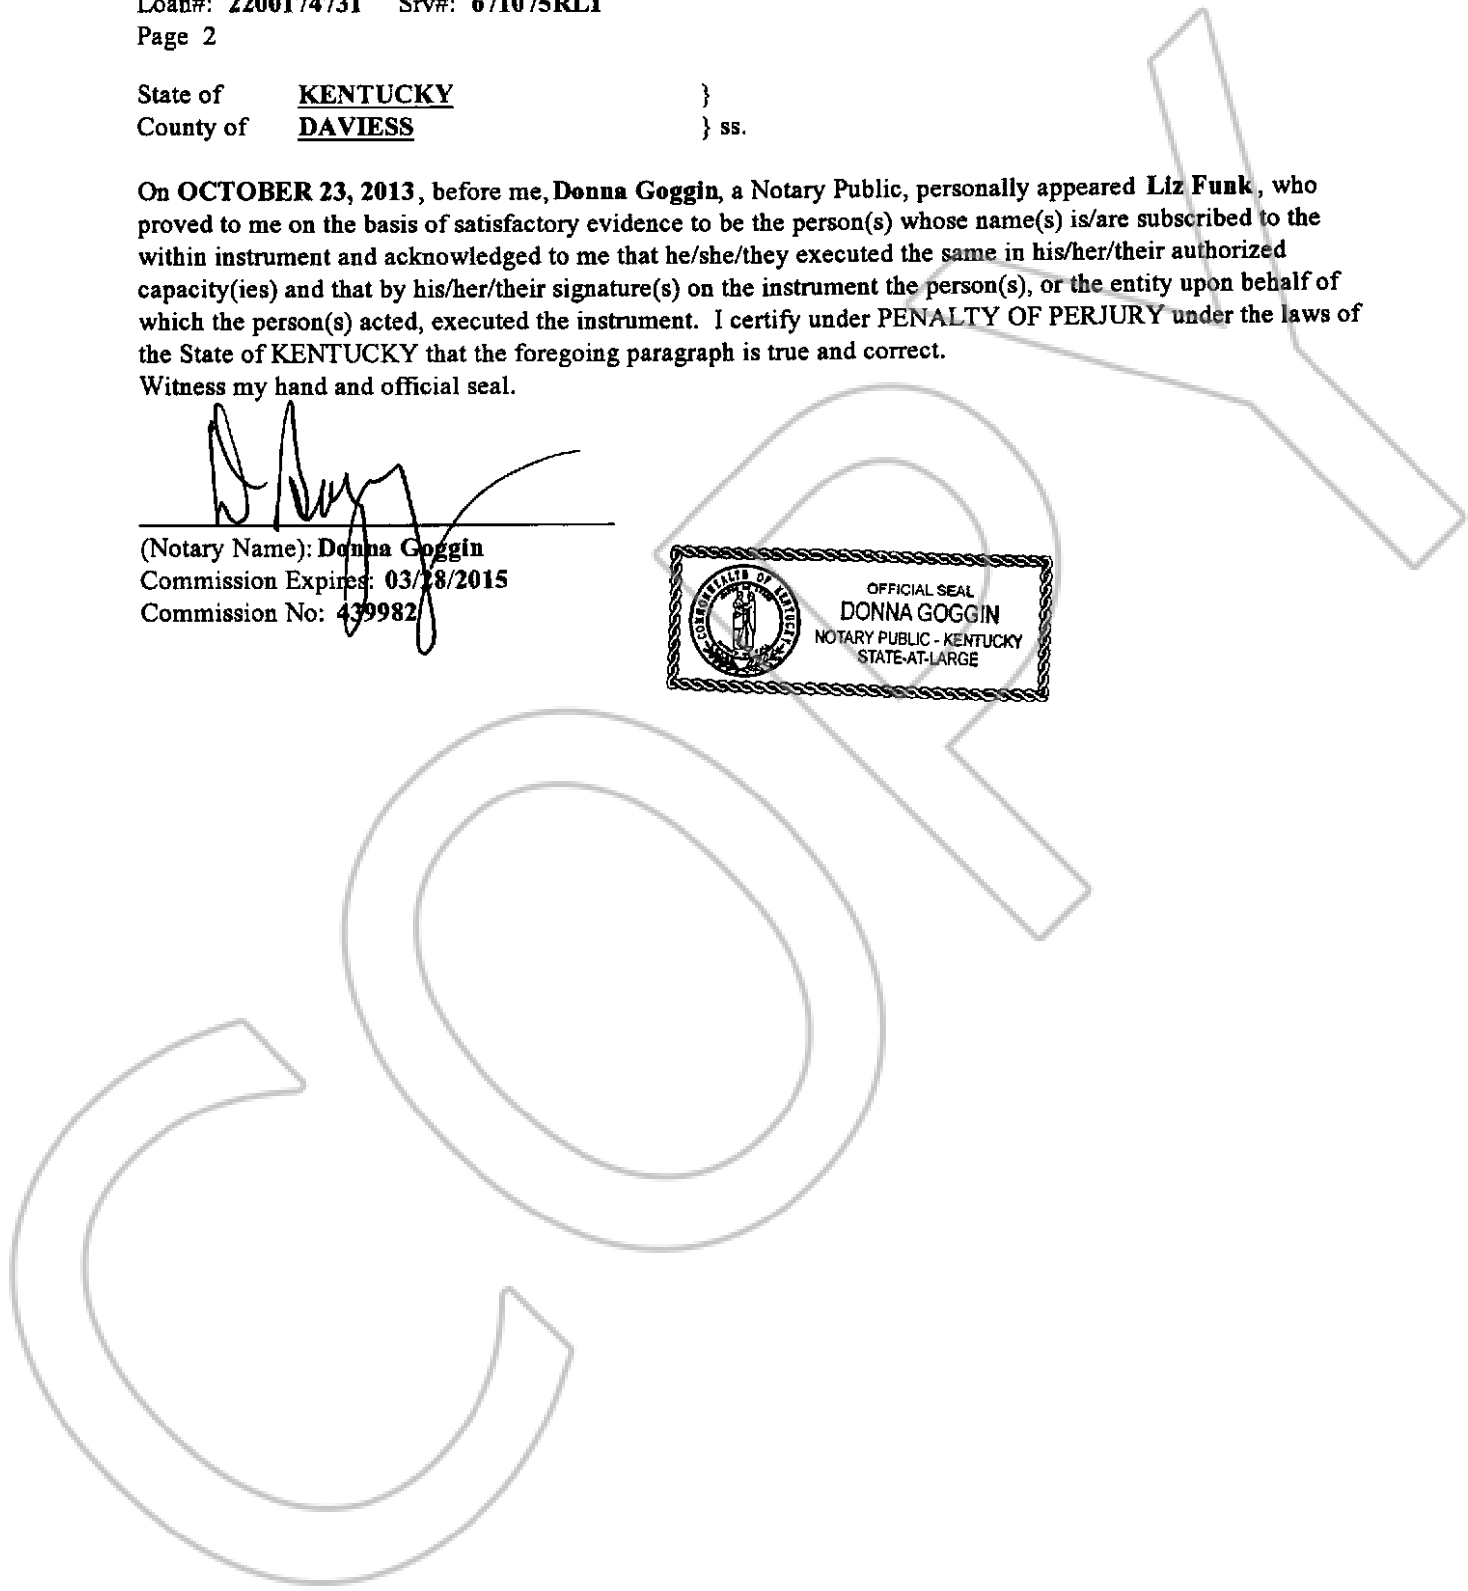 Loan#: 2200174731 Srv#: 671075RL1
Page 2
State of KENTUCKY }
County of DAVIESS } ss.
On OCTOBER 23, 2013, before me, Donna Goggin, a Notary Public, personally appeared Liz Funk, who
proved to me on the basis of satisfactory evidence to be the person(s) whose name(s) is/are subscribed to the
within instrument and acknowledged to me that he/she/they executed the same in his/her/their authorized
capacity(ies) and that by his/her/their signature(s) on the instrument the person(s), or the entity upon behalf of
which the person(s) acted, executed the instrument. I certify under PENALTY OF PERJURY under the laws of
the State of KENTUCKY that the foregoing paragraph is true and correct.
Witness my hand and official seal.
(Notary Name): Donna Goggin
Commission Expires: 03/28/2015
Commission No: 439982
COMMONWEALTH OF KENTUCKY
OFFICIAL SEAL
DONNA GOGGIN
NOTARY PUBLIC - KENTUCKY
STATE-AT-LARGE
COPY